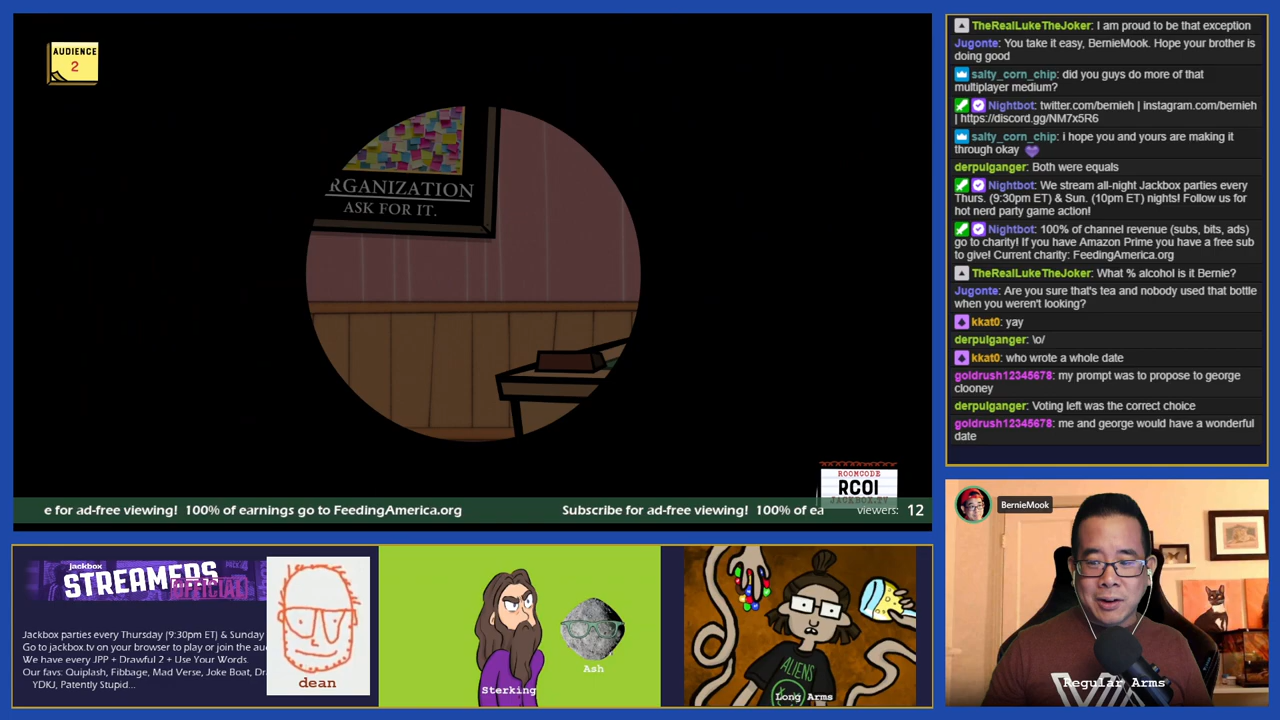 AUDIENCE
2
RGANIZATION
ASK FOR IT.
ROOMCODE
RCOI
JACKBOX.TV
e for ad-free viewing!  100% of earnings go to FeedingAmerica.org
Subscribe for ad-free viewing!  100% of ea
viewers: 12
TheRealLukeTheJoker: I am proud to be that exception
Jugonte: You take it easy, BernieMook. Hope your brother is
doing good
salty_corn_chip: did you guys do more of that
multiplayer medium?
Nightbot: twitter.com/bernieh | instagram.com/bernieh
| https://discord.gg/NM7x5R6
salty_corn_chip: i hope you and yours are making it
through okay
derpulganger: Both were equals
Nightbot: We stream all-night Jackbox parties every
Thurs. (9:30pm ET) & Sun. (10pm ET) nights! Follow us for
hot nerd party game action!
Nightbot: 100% of channel revenue (subs, bits, ads)
go to charity! If you have Amazon Prime you have a free sub
to give! Current charity: FeedingAmerica.org
TheRealLukeTheJoker: What % alcohol is it Bernie?
Jugonte: Are you sure that's tea and nobody used that bottle
when you weren't looking?
kkat0: yay
derpulganger: \o/
kkat0: who wrote a whole date
goldrush12345678: my prompt was to propose to george
clooney
derpulganger: Voting left was the correct choice
goldrush12345678: me and george would have a wonderful
date
jackbox
STREAMERS
OFFICIAL
Jackbox parties every Thursday (9:30pm ET) & Sunday
Go to jackbox.tv on your browser to play or join the au
We have every JPP + Drawful 2 + Use Your Words.
Our favs: Quiplash, Fibbage, Mad Verse, Joke Boat, Dr
YDKJ, Patently Stupid...
dean
Sterking
Ash
ALIENS
Long Arms
BernieMook
Regular Arms